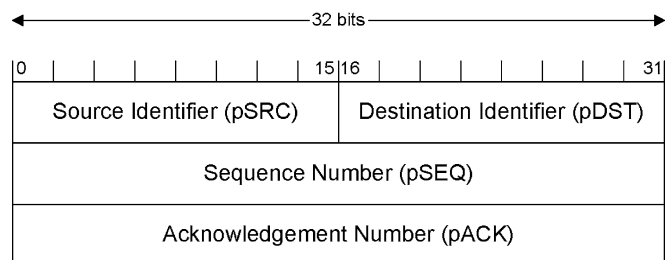 32 bits
0 15 16 31
Source Identifier (pSRC) Destination Identifier (pDST)
Sequence Number (pSEQ)
Acknowledgement Number (pACK)